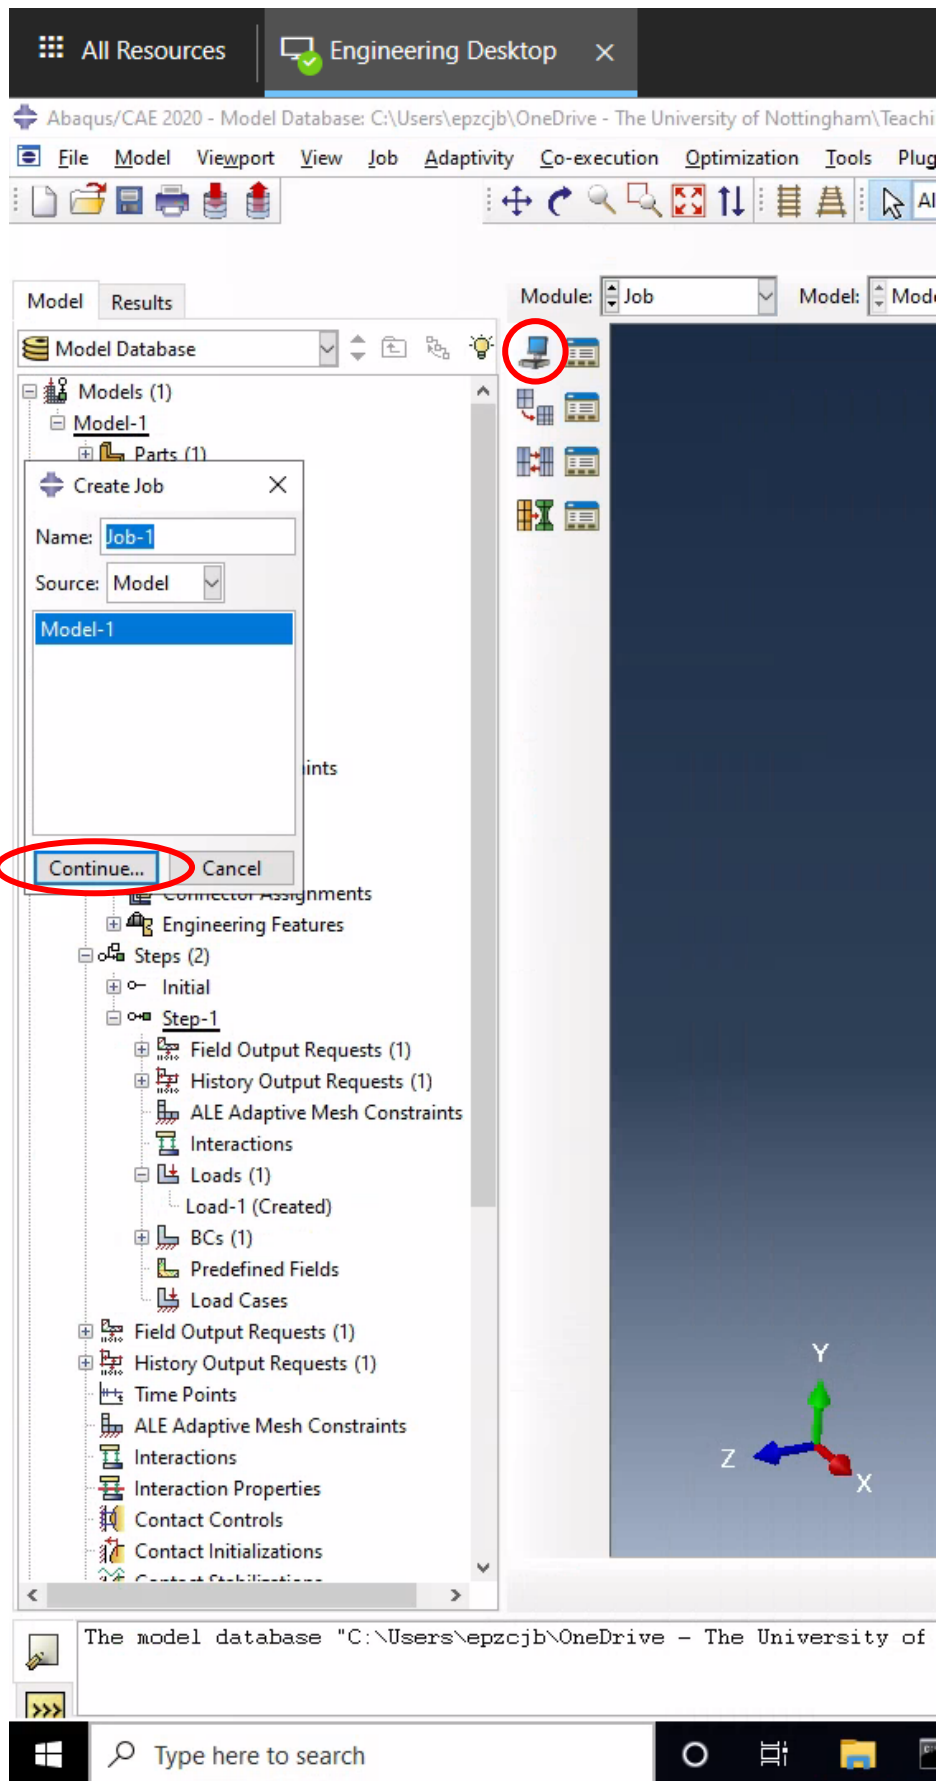 All Resources
Engineering Desktop
Abaqus/CAE 2020 - Model Database: C:\Users\epzcjb\OneDrive - The University of Nottingham\Teachi
File Model Viewport View Job Adaptivity Co-execution Optimization Tools Plug
Al
Model Results
Module: Job Model: Mode
Model Database
Models (1)
Model-1
Parts (1)
Create Job
Name: Job-1
Source: Model
Model-1
ints
Continue... Cancel
Connector Assignments
Engineering Features
Steps (2)
Initial
Step-1
Field Output Requests (1)
History Output Requests (1)
ALE Adaptive Mesh Constraints
Interactions
Loads (1)
Load-1 (Created)
BCs (1)
Predefined Fields
Load Cases
Field Output Requests (1)
History Output Requests (1)
Time Points
ALE Adaptive Mesh Constraints
Interactions
Interaction Properties
Contact Controls
Contact Initializations
Contact Stabilizations
Y
Z
X
The model database "C:\Users\epzcjb\OneDrive - The University of
>>>
Type here to search